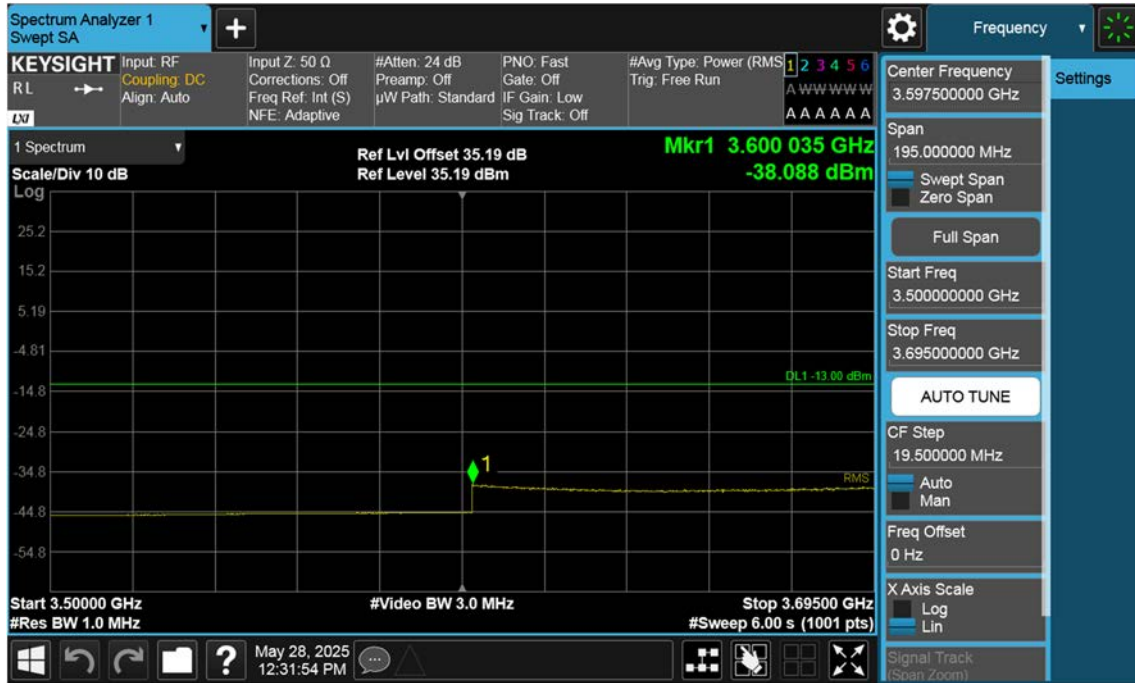 Spectrum Analyzer 1
Swept SA
+
Frequency
KEYSIGHT
RL
LXI
Input: RF
Coupling: DC
Align: Auto
Input Z: 50 Ω
Corrections: Off
Freq Ref: Int (S)
NFE: Adaptive
#Atten: 24 dB
Preamp: Off
µW Path: Standard
PNO: Fast
Gate: Off
IF Gain: Low
Sig Track: Off
#Avg Type: Power (RMS
Trig: Free Run
1 2 3 4 5 6
A W W W W W
A A A A A A
1 Spectrum
Scale/Div 10 dB
Log
Ref Lvl Offset 35.19 dB
Ref Level 35.19 dBm
Mkr1 3.600 035 GHz
-38.088 dBm
25.2
15.2
5.19
-4.81
DL1 -13.00 dBm
-14.8
-24.8
1
-34.8
RMS
-44.8
-54.8
Start 3.50000 GHz
#Video BW 3.0 MHz
Stop 3.69500 GHz
#Res BW 1.0 MHz
#Sweep 6.00 s (1001 pts)
?
May 28, 2025
12:31:54 PM
Center Frequency
3.597500000 GHz
Settings
Span
195.000000 MHz
Swept Span
Zero Span
Full Span
Start Freq
3.500000000 GHz
Stop Freq
3.695000000 GHz
AUTO TUNE
CF Step
19.500000 MHz
Auto
Man
Freq Offset
0 Hz
X Axis Scale
Log
Lin
Signal Track
(Span Zoom)